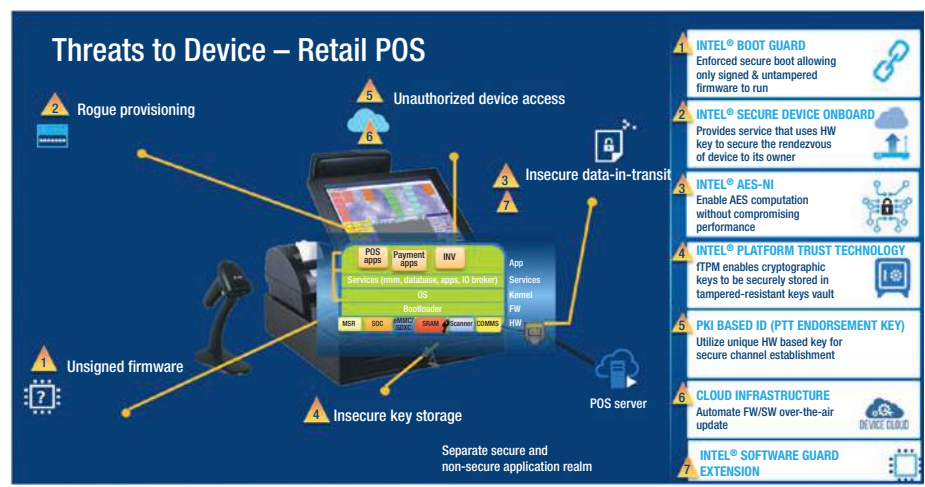 Threats to Device – Retail POS
2
Rogue provisioning
5
Unauthorized device access
6
3
Insecure data-in-transit
7
POS
apps
Payment
apps
INV
App
Services (mm, database, apps, IO broker)
Services
OS
Kernel
Bootloader
FW
MSR
SOC
eMMC/
SDXC
SRAM
Scanner
COMMS
HW
1
Unsigned firmware
?
4
Insecure key storage
POS server
Separate secure and
non-secure application realm
1
INTEL® BOOT GUARD
Enforced secure boot allowing
only signed & untampered
firmware to run
2
INTEL® SECURE DEVICE ONBOARD
Provides service that uses HW
key to secure the rendezvous
of device to its owner
3
INTEL® AES-NI
Enable AES computation
without compromising
performance
4
INTEL® PLATFORM TRUST TECHNOLOGY
fTPM enables cryptographic
keys to be securely stored in
tampered-resistant keys vault
5
PKI BASED ID (PTT ENDORSEMENT KEY)
Utilize unique HW based key for
secure channel establishment
6
CLOUD INFRASTRUCTURE
Automate FW/SW over-the-air
update
DEVICE CLOUD
7
INTEL® SOFTWARE GUARD
EXTENSION